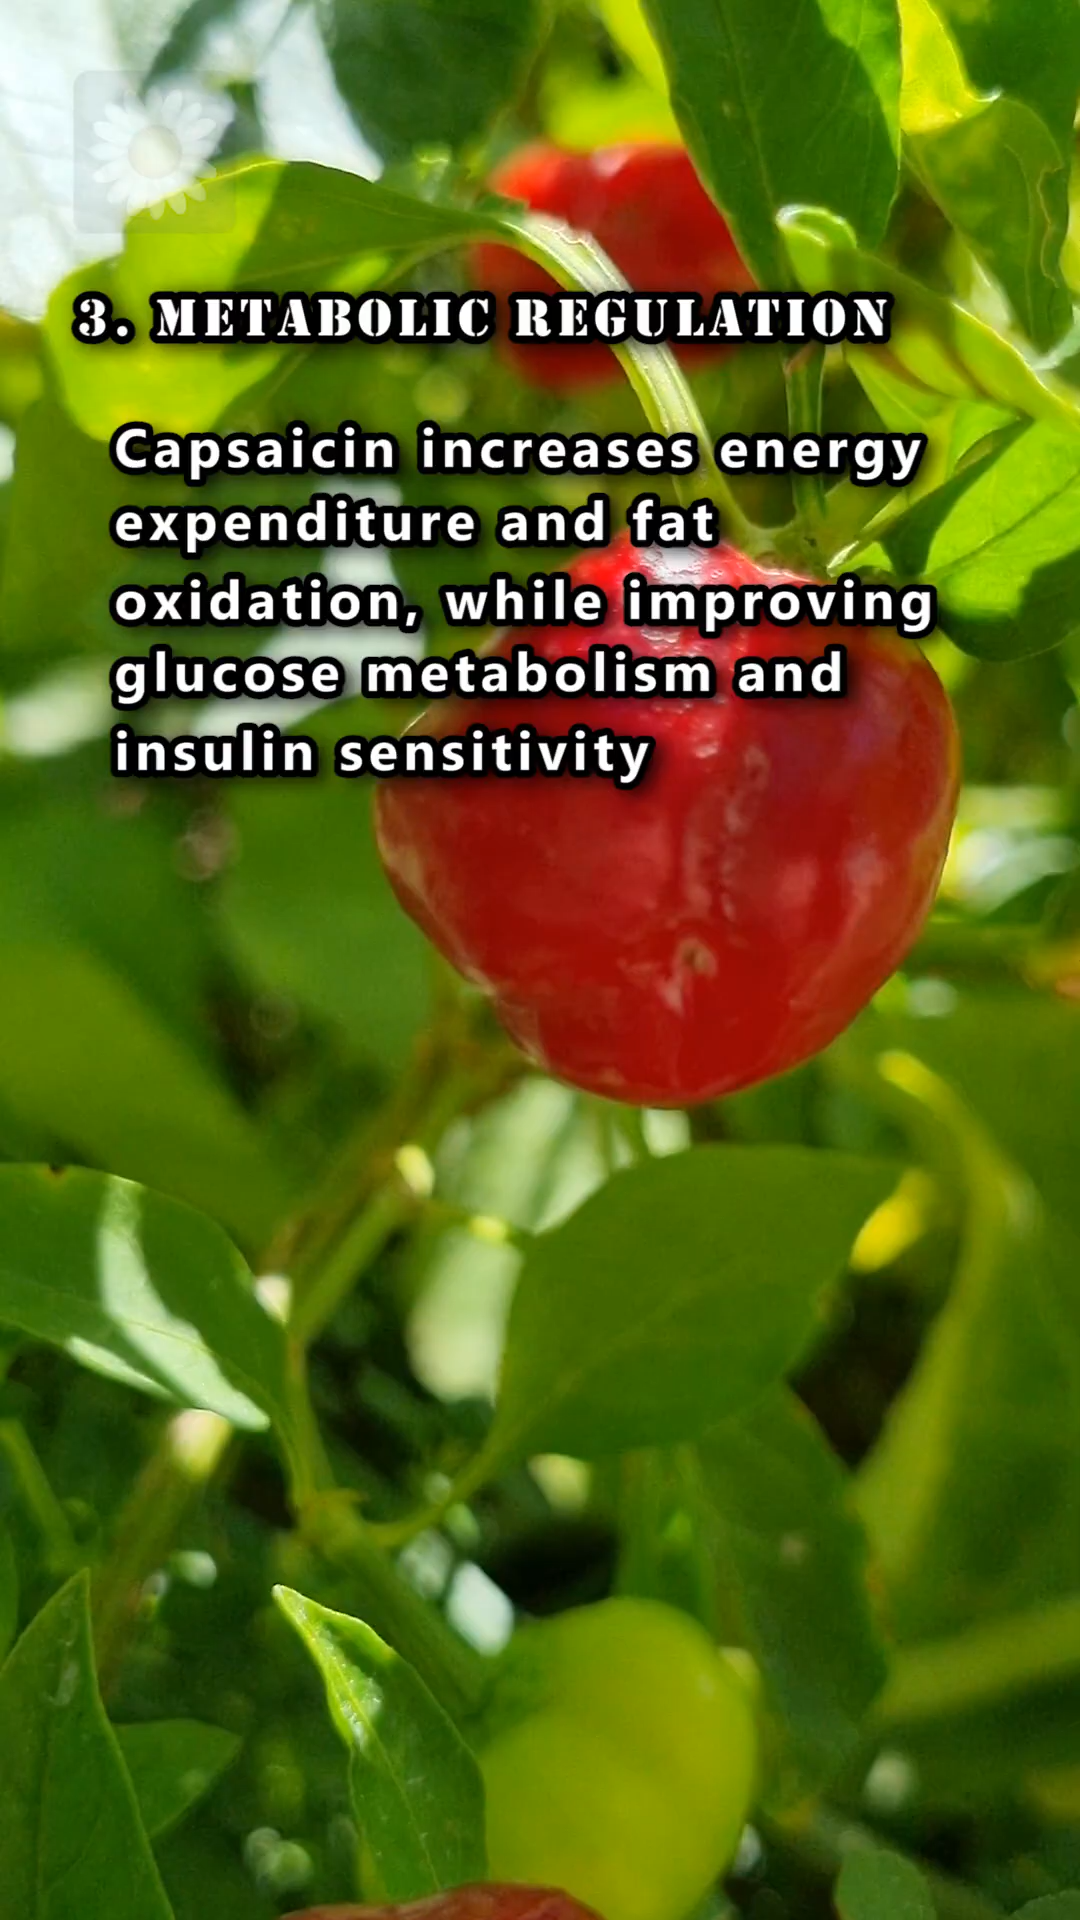 3. METABOLIC REGULATION
Capsaicin increases energy
expenditure and fat
oxidation, while improving
glucose metabolism and
insulin sensitivity